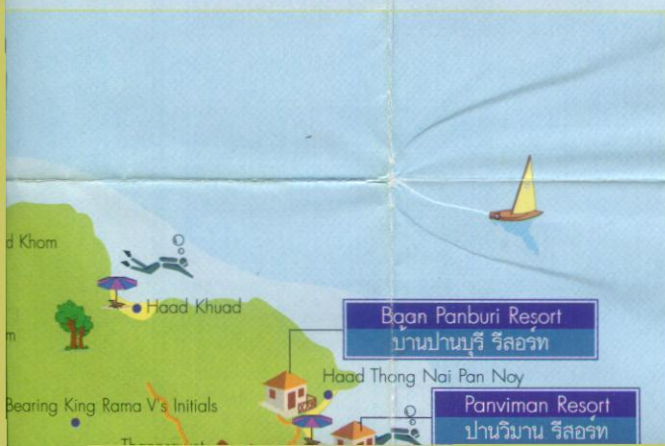 Khom
Haad Khuad
Baan Panburi Resort
บ้านปานบุรี รีสอร์ท
Haad Thong Nai Pan Noy
Bearing King Rama V's Initials
Panviman Resort
ปานวิมาน รีสอร์ท